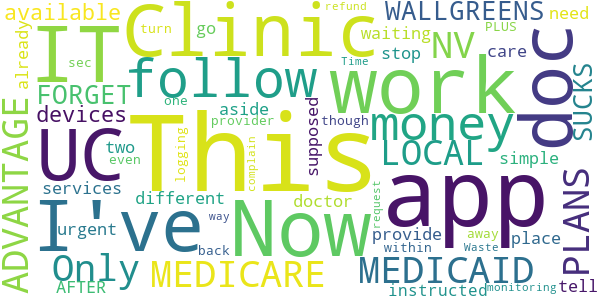 available
Clinic
WALLGREENS
already
turn
refund
go
waiting
NV
PLUS
need
IT
sec
follow
Time
stop
care
work
doc
SUCKS
FORGET
one
devices
aside
provider
supposed
though
money
ADVANTAGE
UC
two
even
This
logging
complain
LOCAL
simple
PLANS
services
different
doctor
app
I've
way
Now
request
provide
away
place
urgent
back
within
Waste
Only
MEDICARE
MEDICAID
AFTER
instructed
monitoring
tell